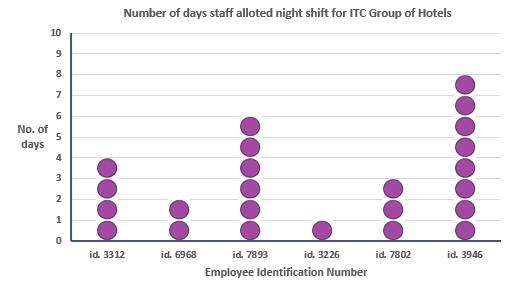 Number of days staff alloted night shift for ITC Group of Hotels
10
9
8
7
6
5
4
3
2
1
0
No. of
days
id. 3312 id. 6968 id. 7893 id. 3226 id. 7802 id. 3946
Employee Identification Number